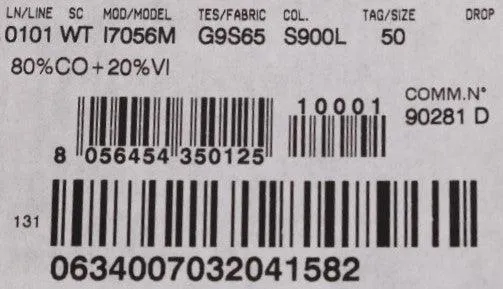 LN/LINE SC MOD/MODEL TES/FABRIC COL. TAG/SIZE DROP
0101 WT I7056M G9S65 S900L 50
80%CO+20%VI
COMM.N°
90281 D
10001
8 056454 350125
131
0634007032041582